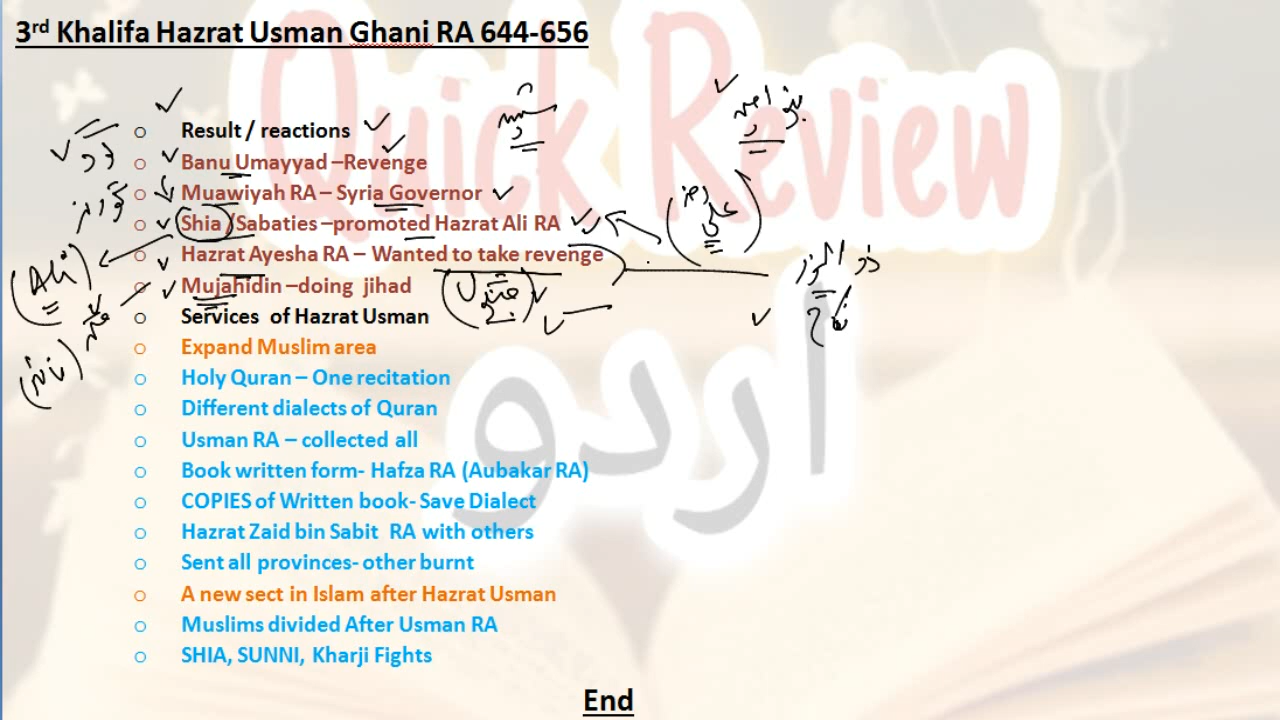 3rd Khalifa Hazrat Usman Ghani RA 644-656
Quick Review
اردو
Result / reactions
Banu Umayyad –Revenge
Muawiyah RA – Syria Governor
Shia /Sabaties –promoted Hazrat Ali RA
Hazrat Ayesha RA – Wanted to take revenge
Mujahidin –doing jihad
Services of Hazrat Usman
Expand Muslim area
Holy Quran – One recitation
Different dialects of Quran
Usman RA – collected all
Book written form- Hafza RA (Aubakar RA)
COPIES of Written book- Save Dialect
Hazrat Zaid bin Sabit RA with others
Sent all provinces- other burnt
A new sect in Islam after Hazrat Usman
Muslims divided After Usman RA
SHIA, SUNNI, Kharji Fights
End
(Ali)